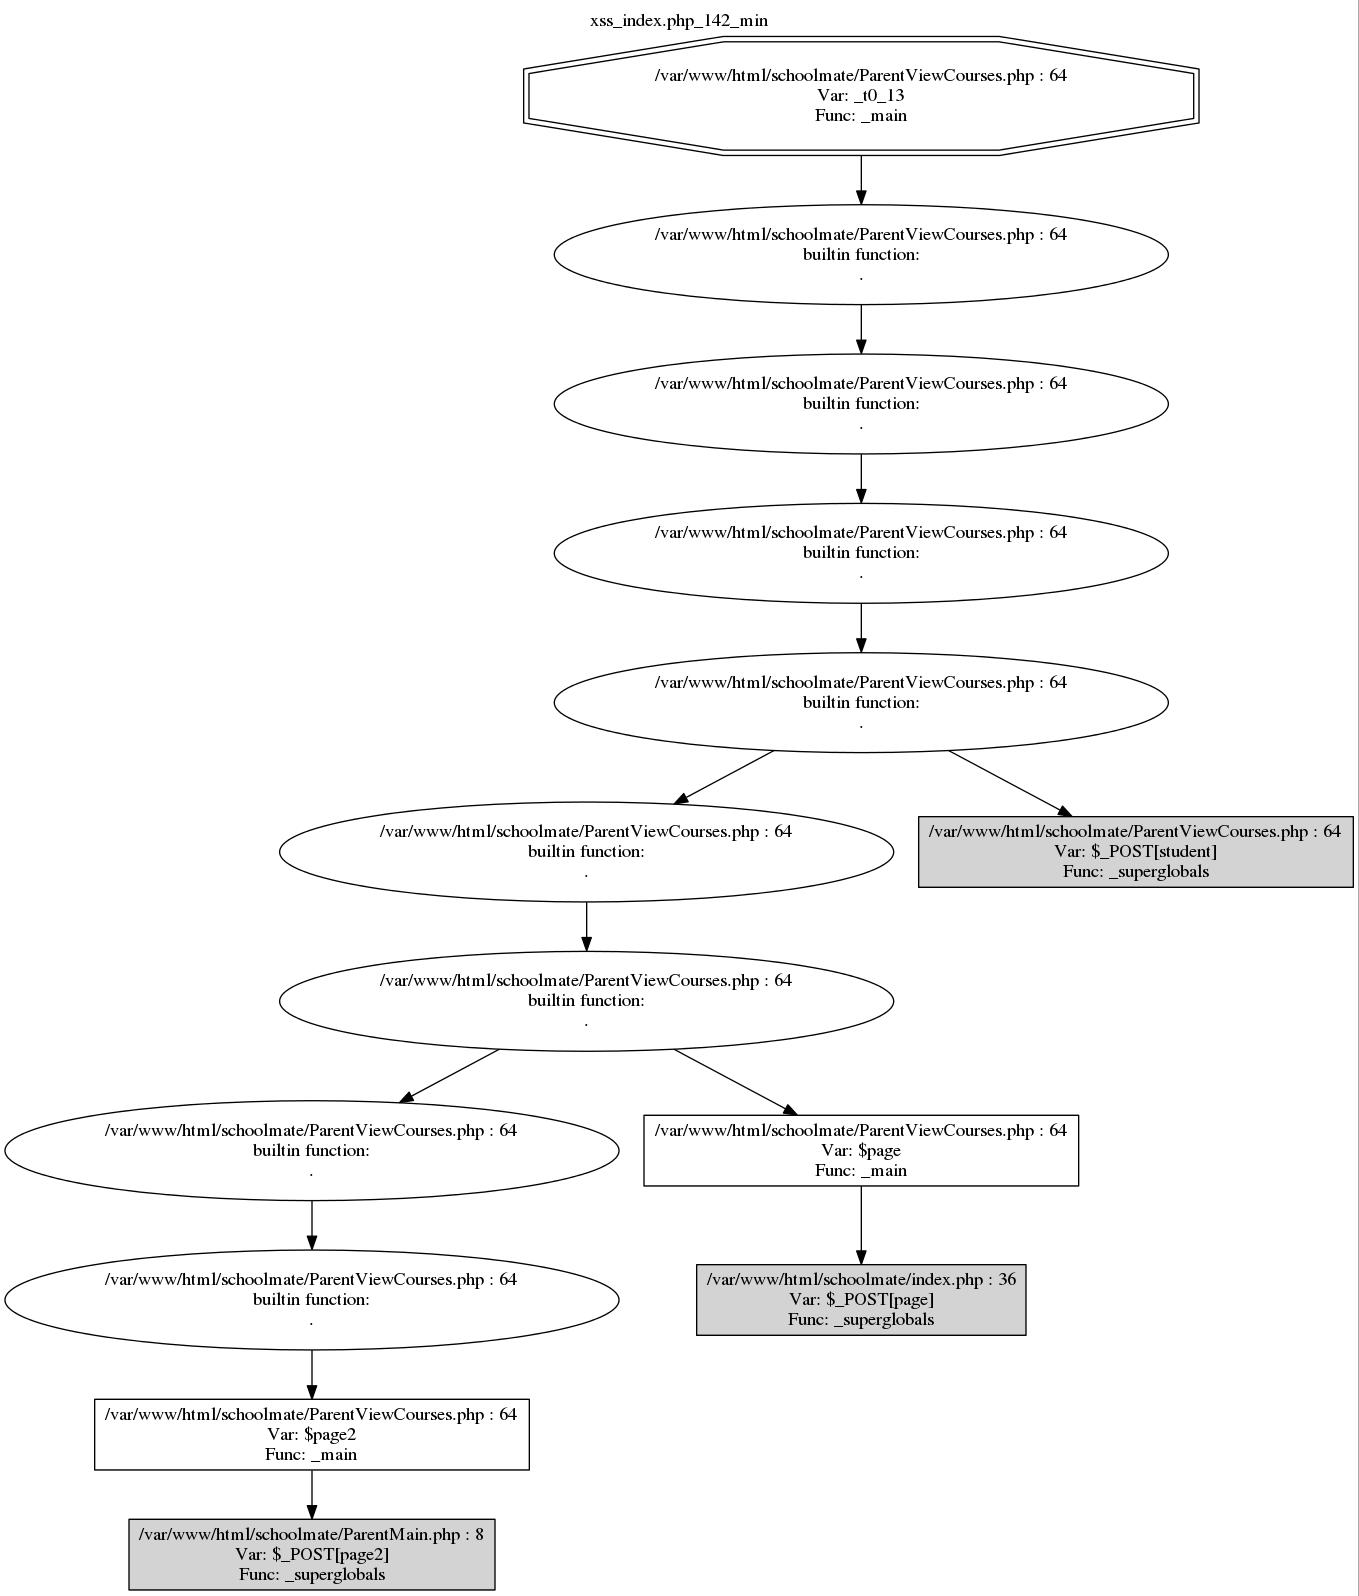 xss_index.php_142_min
/var/www/html/schoolmate/ParentViewCourses.php : 64
Var: _t0_13
Func: _main
/var/www/html/schoolmate/ParentViewCourses.php : 64
builtin function:
.
/var/www/html/schoolmate/ParentViewCourses.php : 64
builtin function:
.
/var/www/html/schoolmate/ParentViewCourses.php : 64
builtin function:
.
/var/www/html/schoolmate/ParentViewCourses.php : 64
builtin function:
.
/var/www/html/schoolmate/ParentViewCourses.php : 64
builtin function:
.
/var/www/html/schoolmate/ParentViewCourses.php : 64
Var: $_POST[student]
Func: _superglobals
/var/www/html/schoolmate/ParentViewCourses.php : 64
builtin function:
.
/var/www/html/schoolmate/ParentViewCourses.php : 64
builtin function:
.
/var/www/html/schoolmate/ParentViewCourses.php : 64
Var: $page
Func: _main
/var/www/html/schoolmate/ParentViewCourses.php : 64
builtin function:
.
/var/www/html/schoolmate/index.php : 36
Var: $_POST[page]
Func: _superglobals
/var/www/html/schoolmate/ParentViewCourses.php : 64
Var: $page2
Func: _main
/var/www/html/schoolmate/ParentMain.php : 8
Var: $_POST[page2]
Func: _superglobals